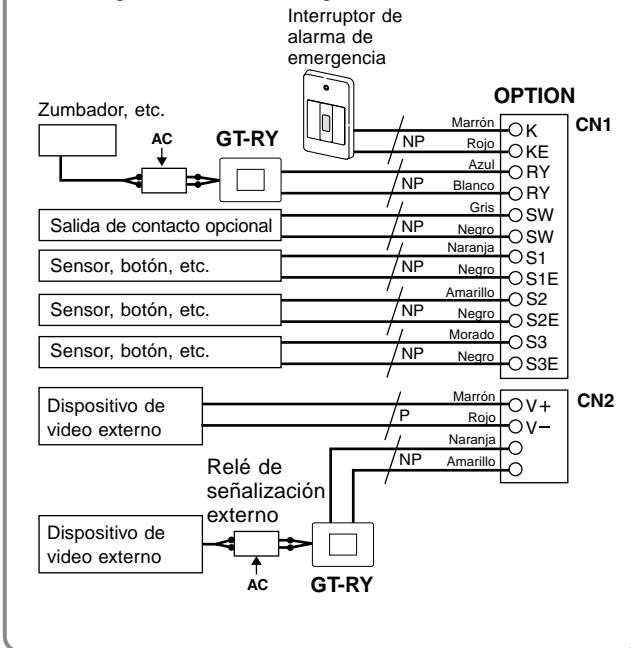 Interruptor de
alarma de
emergencia
OPTION
Zumbador, etc.
AC
GT-RY
Marrón
K
CN1
NP
Rojo
KE
Azul
RY
NP
Blanco
RY
Gris
SW
Salida de contacto opcional
NP
Negro
SW
Naranja
S1
Sensor, botón, etc.
NP
Negro
S1E
Amarillo
S2
Sensor, botón, etc.
NP
Negro
S2E
Morado
S3
Sensor, botón, etc.
NP
Negro
S3E
Dispositivo de
video externo
Marrón
V+
CN2
P
Rojo
V−
Naranja
NP
Amarillo
Relé de
señalización
externo
Dispositivo de
video externo
AC
GT-RY